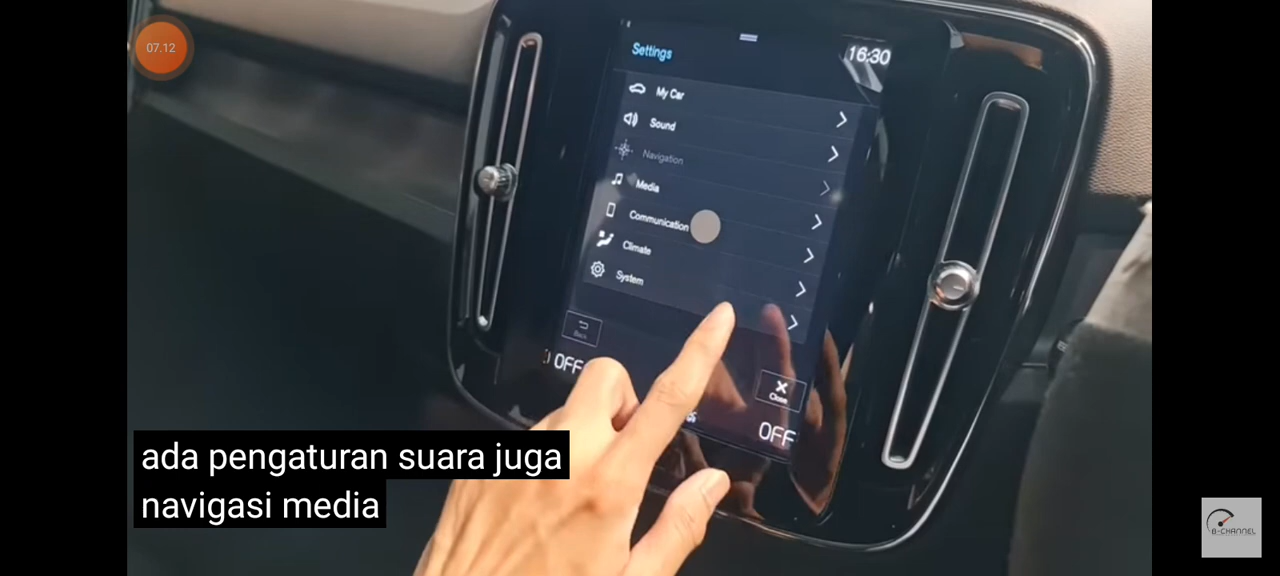 07.12
Settings
16:30
My Car
Sound
Navigation
Media
Communication
Climate
System
Back
OFF
Close
OFF
ada pengaturan suara juga
navigasi media
B-CHANNEL